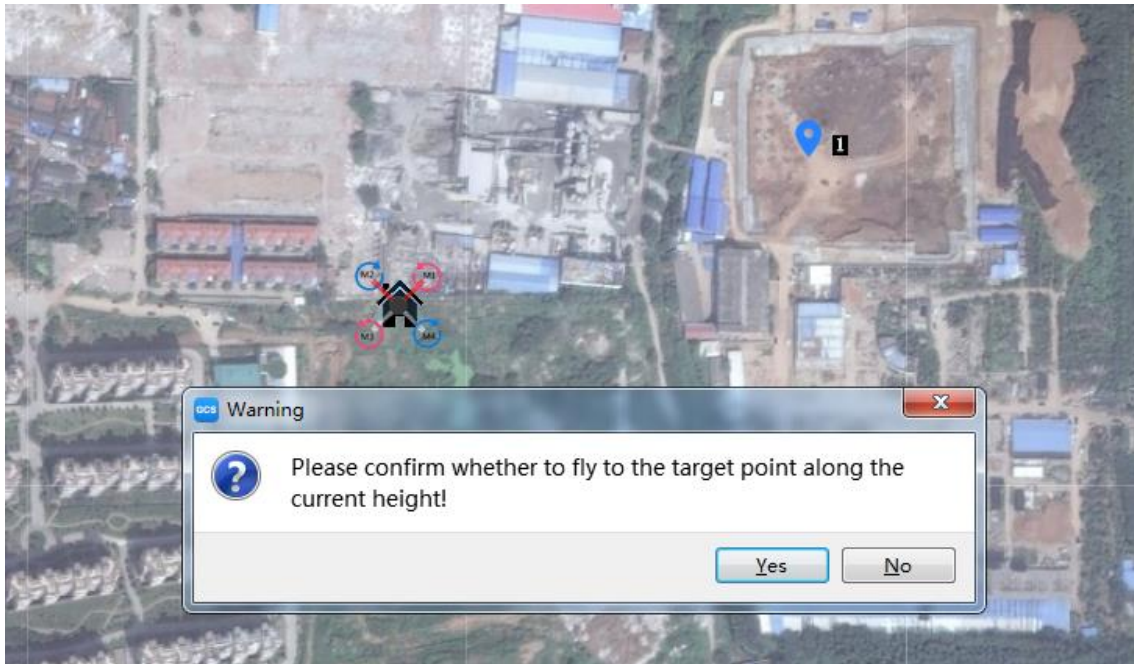 1
M2
M1
M3
M4
GCS Warning
Please confirm whether to fly to the target point along the
current height!
Yes
No